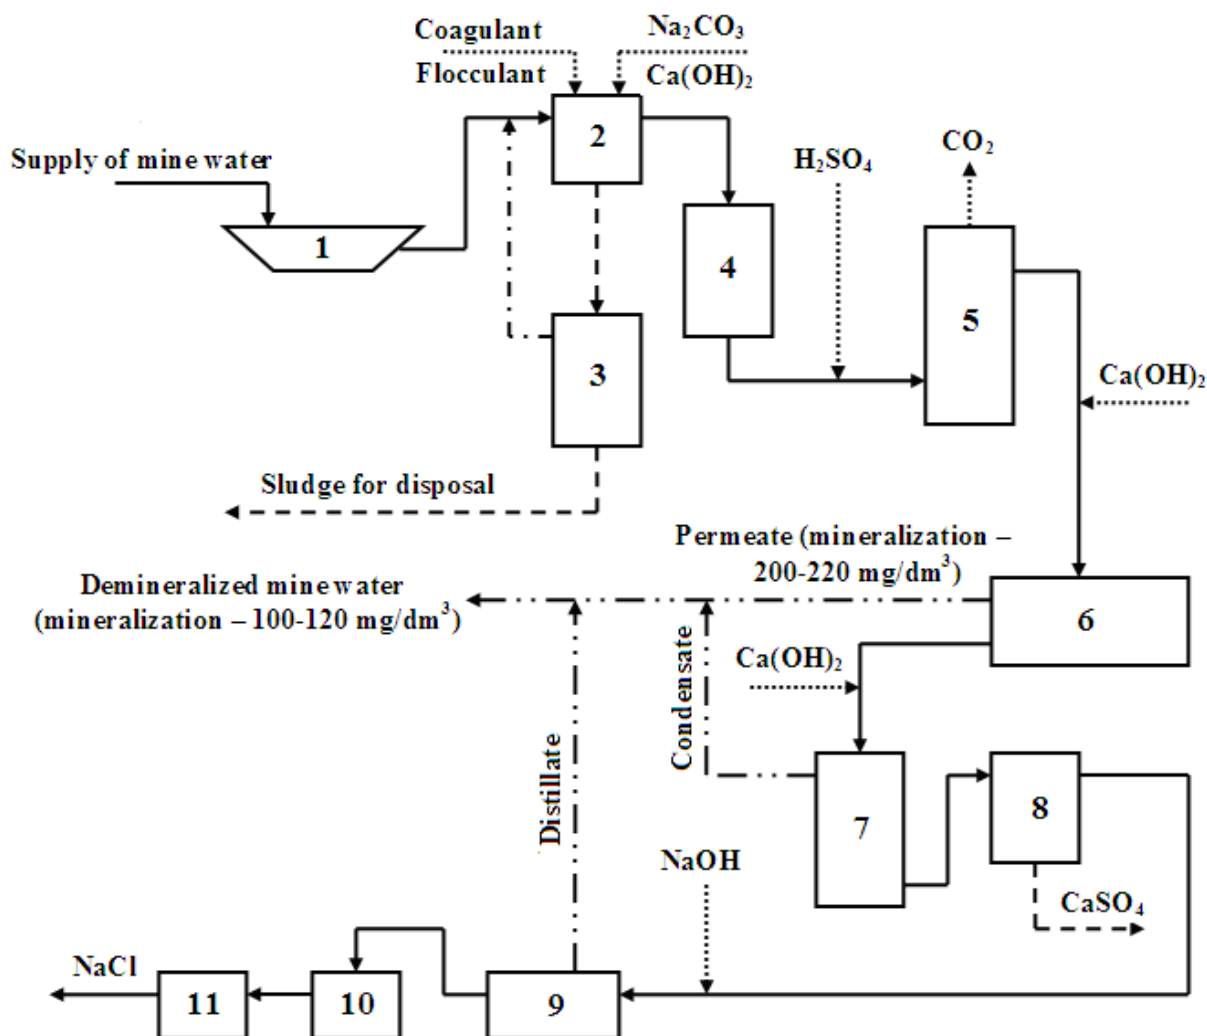 Coagulant
Flocculant
Na₂CO₃
Ca(OH)₂
Supply of mine water
1
2
H₂SO₄
CO₂
4
5
3
Ca(OH)₂
Sludge for disposal
Permeate (mineralization –
200-220 mg/dm³)
Demineralized mine water
(mineralization – 100-120 mg/dm³)
6
Ca(OH)₂
Condensate
Distillate
7
8
NaOH
CaSO₄
NaCl
11
10
9